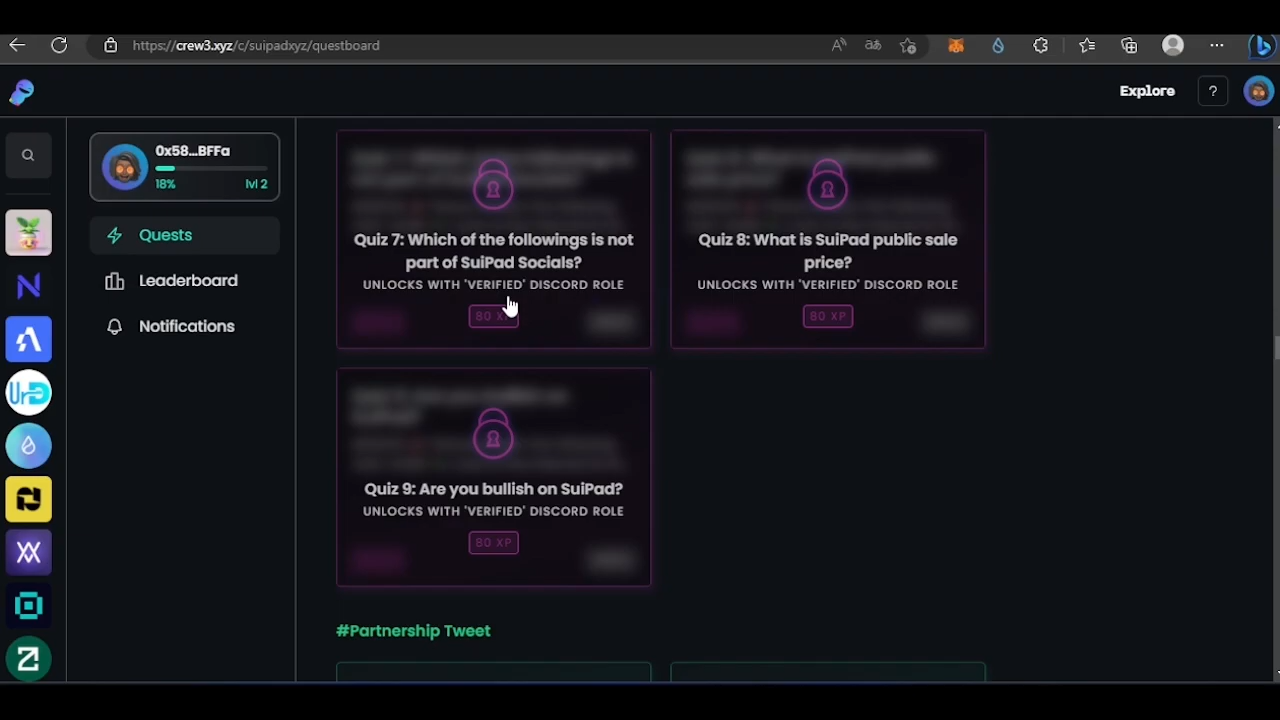 https://crew3.xyz/c/suipadxyz/questboard
Explore
?
0x58...BFFa
18% lvl 2
Quests
Leaderboard
Notifications
Quiz 7: Which of the followings is not
part of SuiPad Socials?
UNLOCKS WITH 'VERIFIED' DISCORD ROLE
80 XP
Quiz 8: What is SuiPad public sale
price?
UNLOCKS WITH 'VERIFIED' DISCORD ROLE
80 XP
Quiz 9: Are you bullish on SuiPad?
UNLOCKS WITH 'VERIFIED' DISCORD ROLE
80 XP
#Partnership Tweet